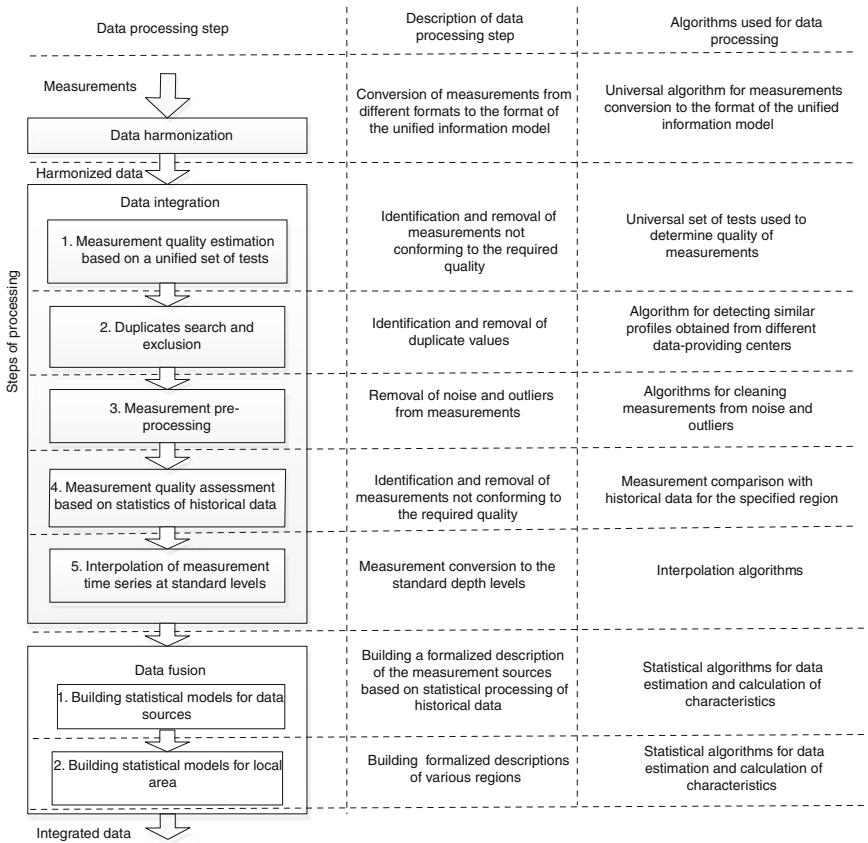 Data processing step
Description of data
processing step
Algorithms used for data
processing
Measurements
Conversion of measurements from
different formats to the format of
the unified information model
Universal algorithm for measurements
conversion to the format of the unified
information model
Data harmonization
Harmonized data
Steps of processing
Data integration
1. Measurement quality estimation
based on a unified set of tests
Identification and removal of
measurements not
conforming to the required
quality
Universal set of tests used to
determine quality of
measurements
2. Duplicates search and
exclusion
Identification and removal of
duplicate values
Algorithm for detecting similar
profiles obtained from different
data-providing centers
3. Measurement pre-
processing
Removal of noise and outliers
from measurements
Algorithms for cleaning
measurements from noise and
outliers
4. Measurement quality assessment
based on statistics of historical data
Identification and removal of
measurements not conforming to
the required quality
Measurement comparison with
historical data for the specified region
5. Interpolation of measurement
time series at standard levels
Measurement conversion to the
standard depth levels
Interpolation algorithms
Data fusion
1. Building statistical models for data
sources
Building a formalized description
of the measurement sources
based on statistical processing of
historical data
Statistical algorithms for data
estimation and calculation of
characteristics
2. Building statistical models for local
area
Building formalized descriptions
of various regions
Statistical algorithms for data
estimation and calculation of
characteristics
Integrated data